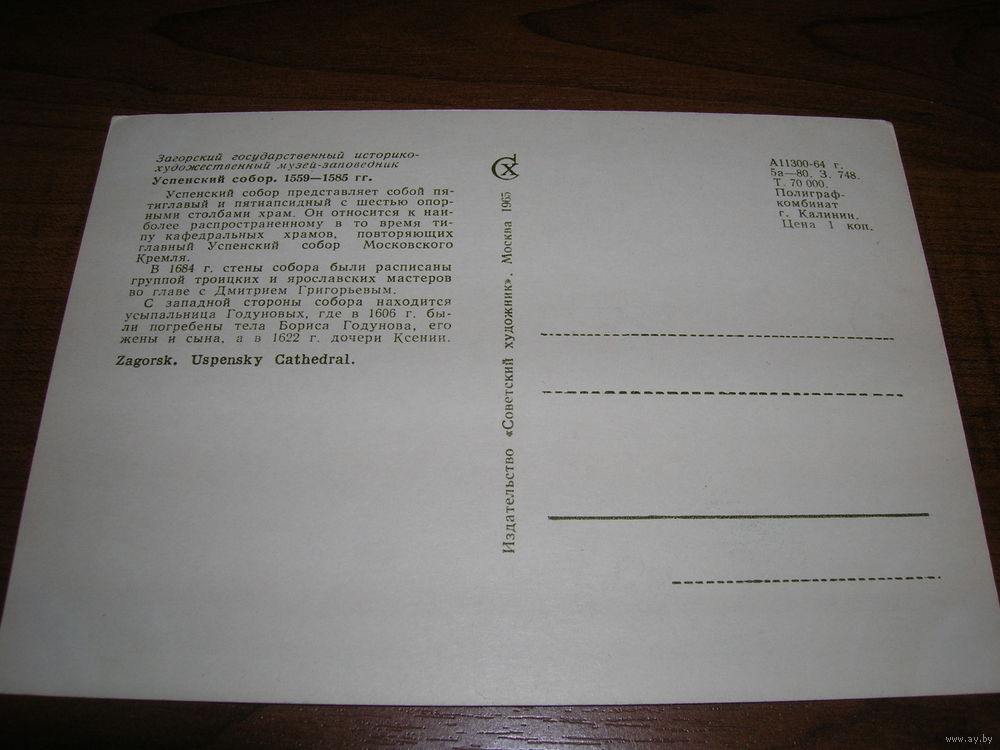 Загорский государственный историко-
художественный музей-заповедник
Успенский собор. 1559—1585 гг.
Успенский собор представляет собой пя-
тиглавый и пятиапсидный с шестью опор-
ными столбами храм. Он относится к наи-
более распространенному в то время ти-
пу кафедральных храмов, повторяющих
главный Успенский собор Московского
Кремля.
В 1684 г. стены собора были расписаны
группой троицких и ярославских мастеров
во главе с Дмитрием Григорьевым.
С западной стороны собора находится
усыпальница Годуновых, где в 1606 г. бы-
ли погребены тела Бориса Годунова, его
жены и сына, а в 1622 г. дочери Ксении.
Zagorsk. Uspensky Cathedral.
Издательство «Советский художник». Москва 1965
СХ
А11300-64 г.
5а—80. З. 748.
Т. 70 000.
Полиграф-
комбинат
г. Калинин.
Цена 1 коп.
www.ay.by